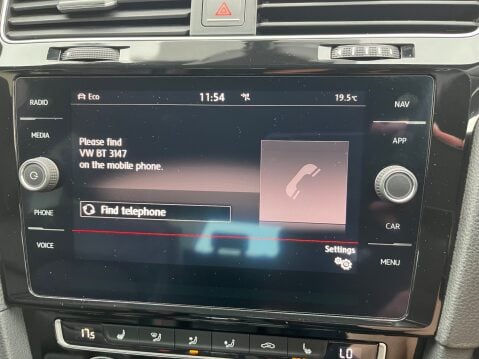 RADIO
MEDIA
PHONE
VOICE
Eco
11:54
19.5°C
Please find
VW BT 3147
on the mobile phone.
Find telephone
Settings
NAV
APP
CAR
MENU
LO